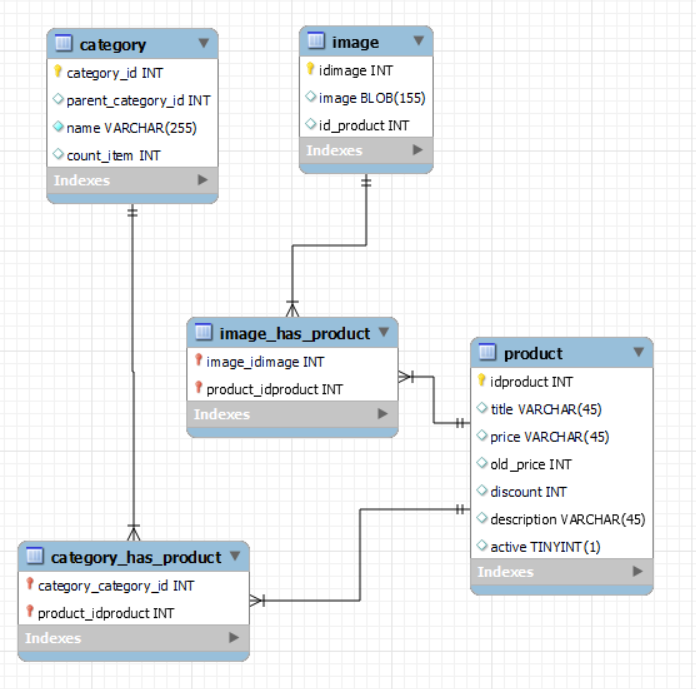 category
category_id INT
parent_category_id INT
name VARCHAR(255)
count_item INT
Indexes
image
idimage INT
image BLOB(155)
id_product INT
Indexes
image_has_product
image_idimage INT
product_idproduct INT
Indexes
product
idproduct INT
title VARCHAR(45)
price VARCHAR(45)
old_price INT
discount INT
description VARCHAR(45)
active TINYINT(1)
Indexes
category_has_product
category_category_id INT
product_idproduct INT
Indexes